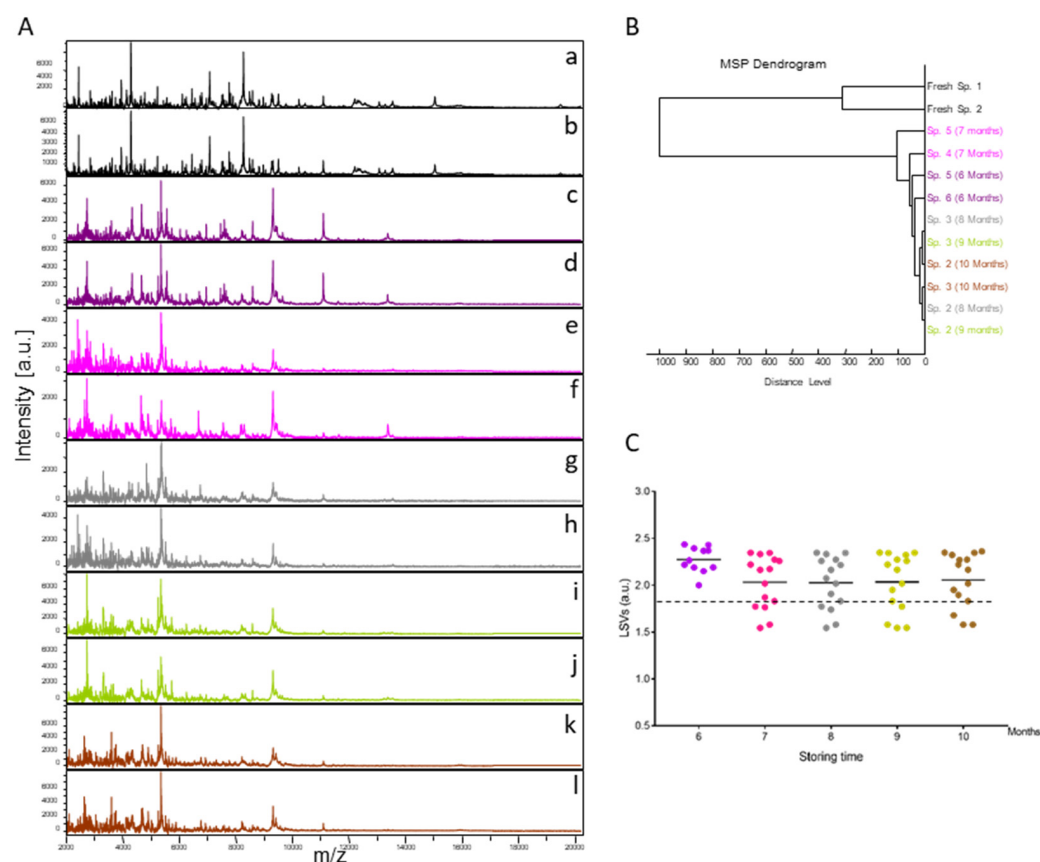 A
B
C
a
b
c
d
e
f
g
h
i
j
k
l
Intensity [a.u.]
2000 4000 6000 8000 10000 12000 14000 16000 18000 20000
m/z
MSP Dendrogram
Fresh Sp. 1
Fresh Sp. 2
Sp. 5 (7 months)
Sp. 4 (7 Months)
Sp. 5 (6 Months)
Sp. 6 (6 Months)
Sp. 3 (8 Months)
Sp. 3 (9 Months)
Sp. 2 (10 Months)
Sp. 3 (10 Months)
Sp. 2 (8 Months)
Sp. 2 (9 months)
1000 900 800 700 600 500 400 300 200 100 0
Distance Level
LSVs (a.u.)
3.0
2.5
2.0
1.5
1.0
0.5
6 7 8 9 10
Months
Storing time